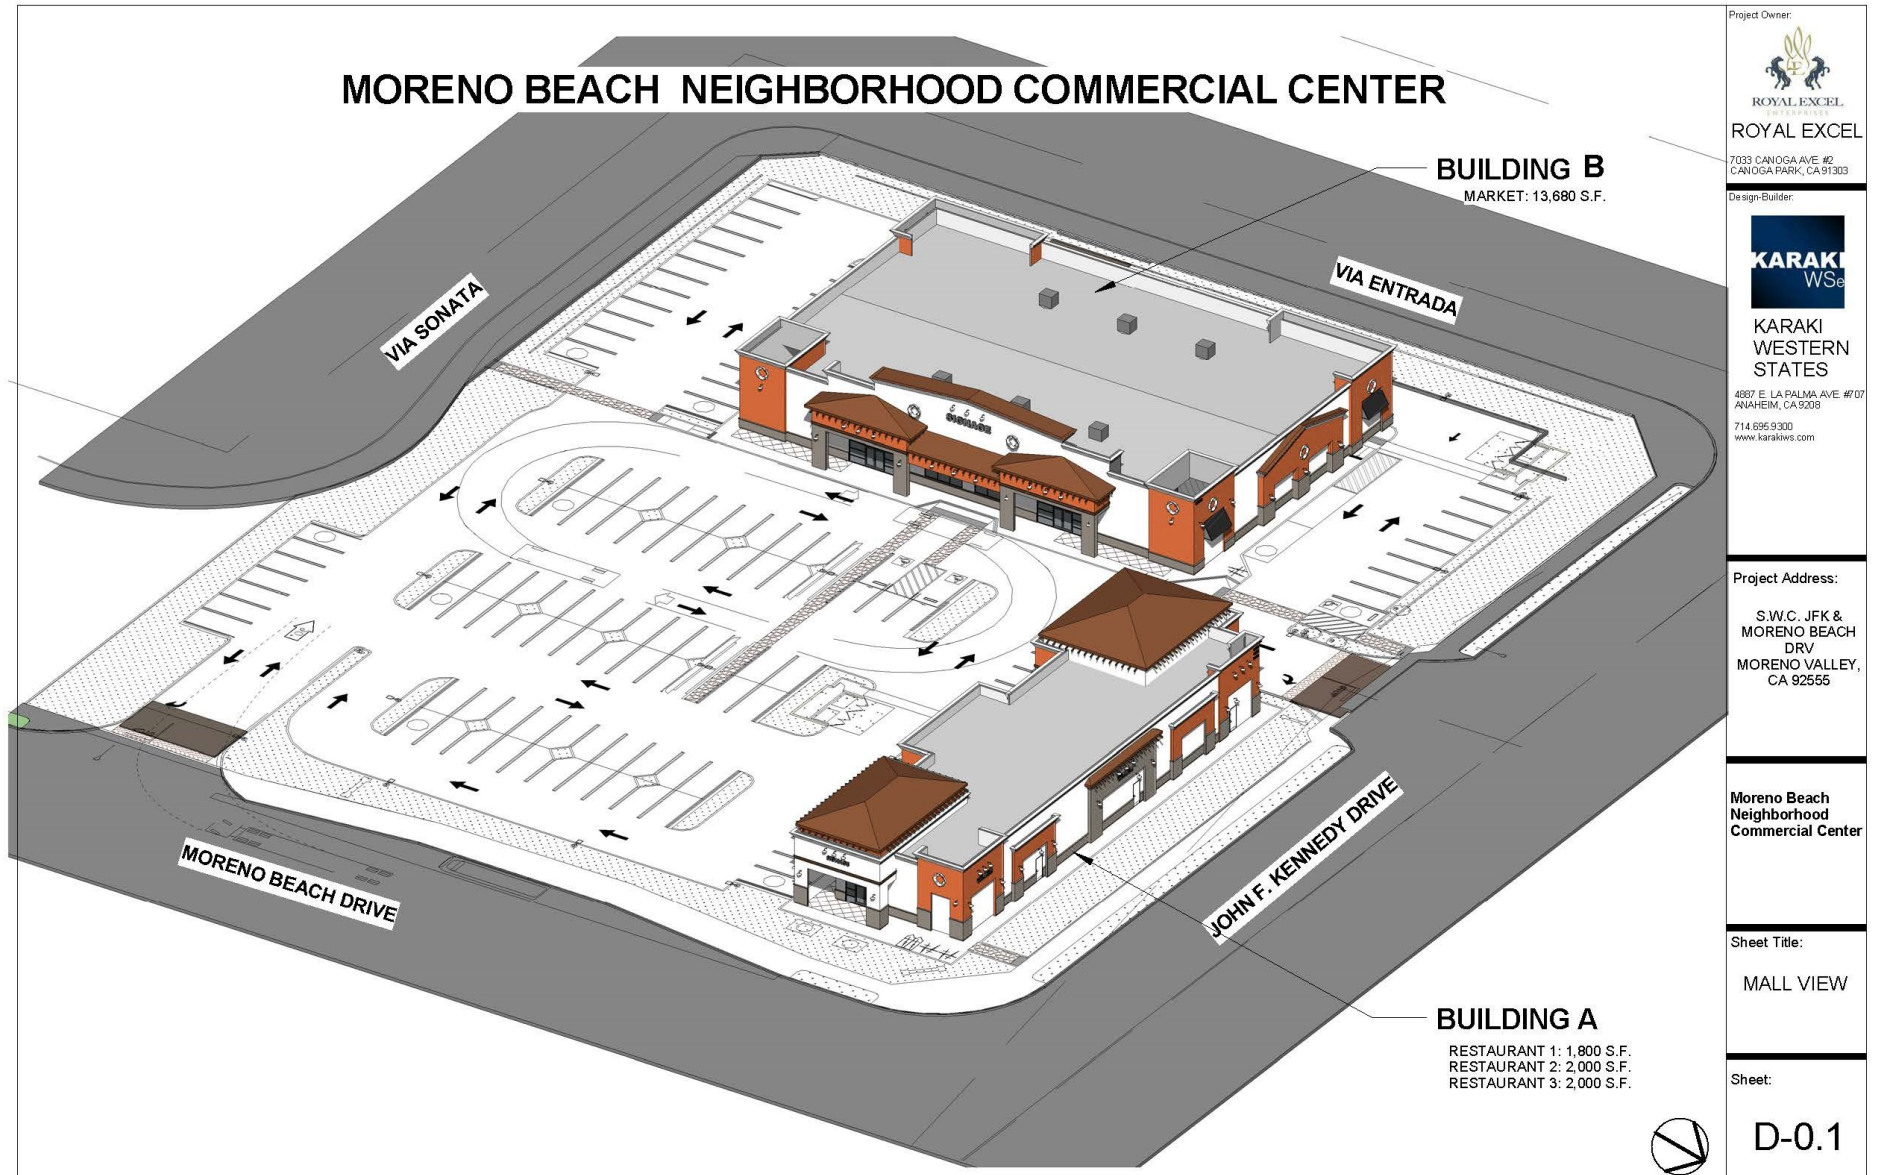 MORENO BEACH NEIGHBORHOOD COMMERCIAL CENTER
BUILDING B
MARKET: 13,680 S.F.
VIA SONATA
VIA ENTRADA
SIGNAGE
MORENO BEACH DRIVE
JOHN F. KENNEDY DRIVE
BUILDING A
RESTAURANT 1: 1,800 S.F.
RESTAURANT 2: 2,000 S.F.
RESTAURANT 3: 2,000 S.F.
Project Owner:
ROYAL EXCEL
ENTERPRISES
ROYAL EXCEL
7033 CANOGA AVE. #2
CANOGA PARK, CA 91303
Design-Builder:
KARAKI
WSe
KARAKI
WESTERN
STATES
4887 E. LA PALMA AVE. #707
ANAHEIM, CA 9208
714.695.9300
www.karakiws.com
Project Address:
S.W.C. JFK &
MORENO BEACH
DRV
MORENO VALLEY,
CA 92555
Moreno Beach
Neighborhood
Commercial Center
Sheet Title:
MALL VIEW
Sheet:
D-0.1